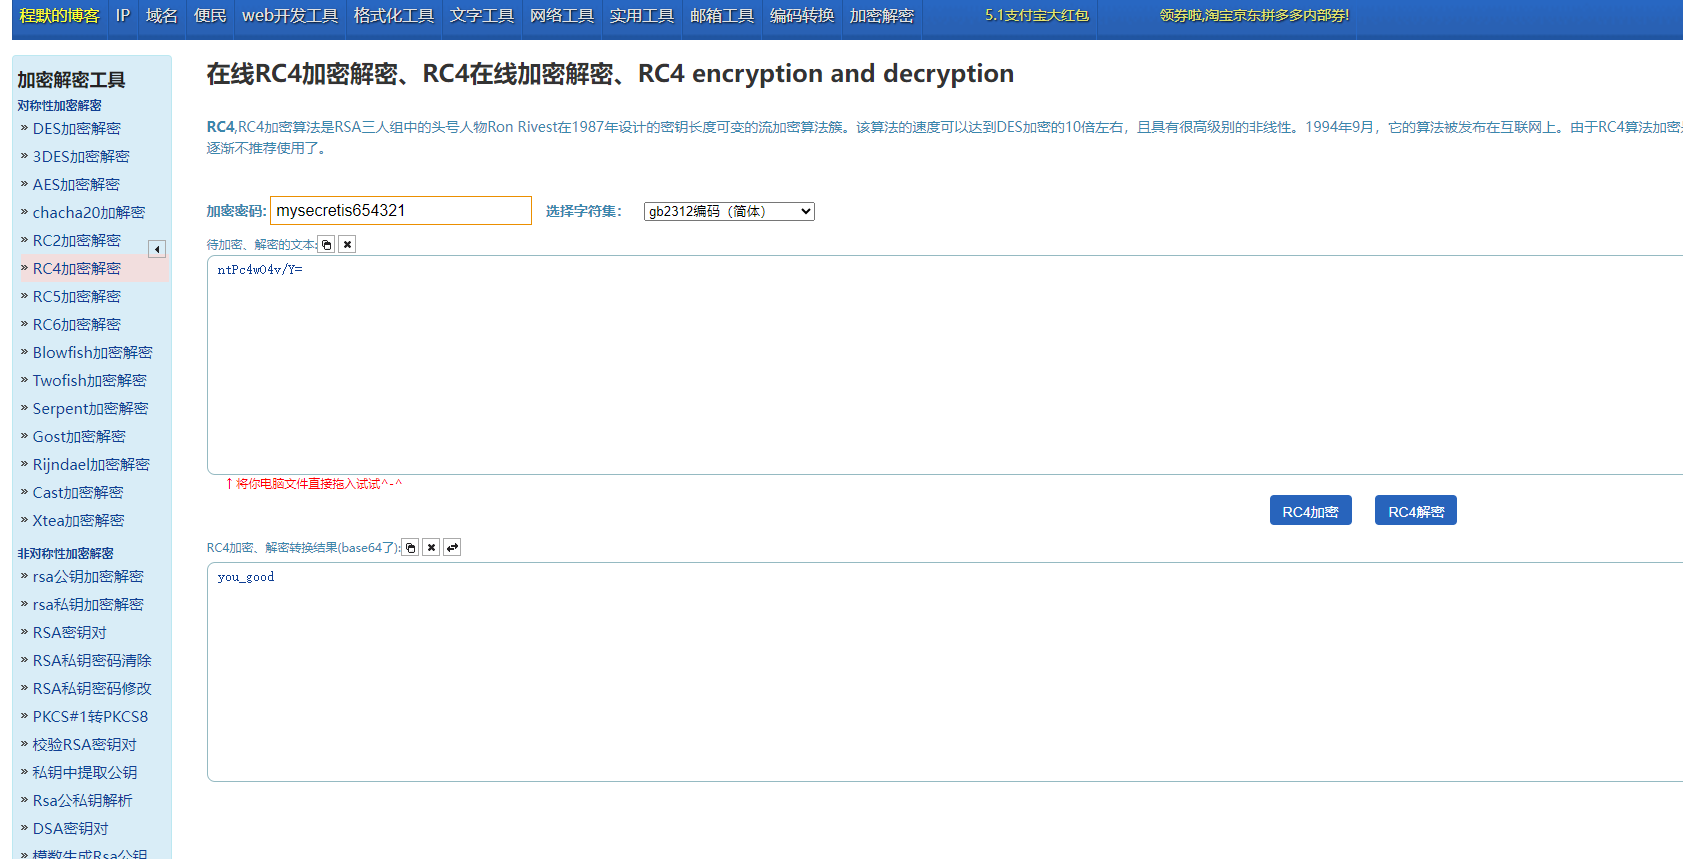 程默的博客 IP 域名 便民 web开发工具 格式化工具 文字工具 网络工具 实用工具 邮箱工具 编码转换 加密解密 5.1支付宝大红包 领券啦,淘宝京东拼多多内部券!
加密解密工具
对称性加密解密
» DES加密解密
» 3DES加密解密
» AES加密解密
» chacha20加解密
» RC2加密解密
» RC4加密解密
» RC5加密解密
» RC6加密解密
» Blowfish加密解密
» Twofish加密解密
» Serpent加密解密
» Gost加密解密
» Rijndael加密解密
» Cast加密解密
» Xtea加密解密
非对称性加密解密
» rsa公钥加密解密
» rsa私钥加密解密
» RSA密钥对
» RSA私钥密码清除
» RSA私钥密码修改
» PKCS#1转PKCS8
» 校验RSA密钥对
» 私钥中提取公钥
» Rsa公私钥解析
» DSA密钥对
» 模数生成Rsa公钥
在线RC4加密解密、RC4在线加密解密、RC4 encryption and decryption
RC4,RC4加密算法是RSA三人组中的头号人物Ron Rivest在1987年设计的密钥长度可变的流加密算法簇。该算法的速度可以达到DES加密的10倍左右，且具有很高级别的非线性。1994年9月，它的算法被发布在互联网上。由于RC4算法加密
逐渐不推荐使用了。
加密密码: mysecretis654321 选择字符集： gb2312编码（简体）
待加密、解密的文本:
ntPc4wO4v/Y=
↑将你电脑文件直接拖入试试^-^
RC4加密 RC4解密
RC4加密、解密转换结果(base64了):
you_good